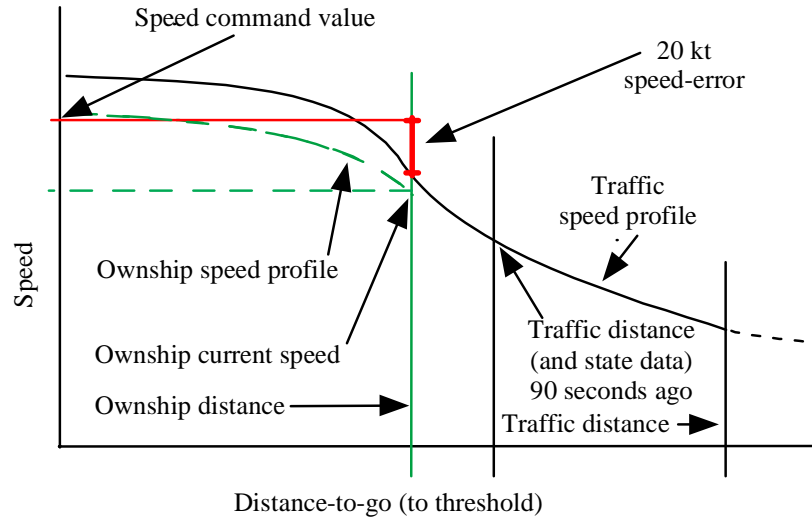 Speed command value
20 kt
speed-error
Traffic
speed profile
Speed
Ownship speed profile
Traffic distance
(and state data)
90 seconds ago
Ownship current speed
Ownship distance
Traffic distance
Distance-to-go (to threshold)